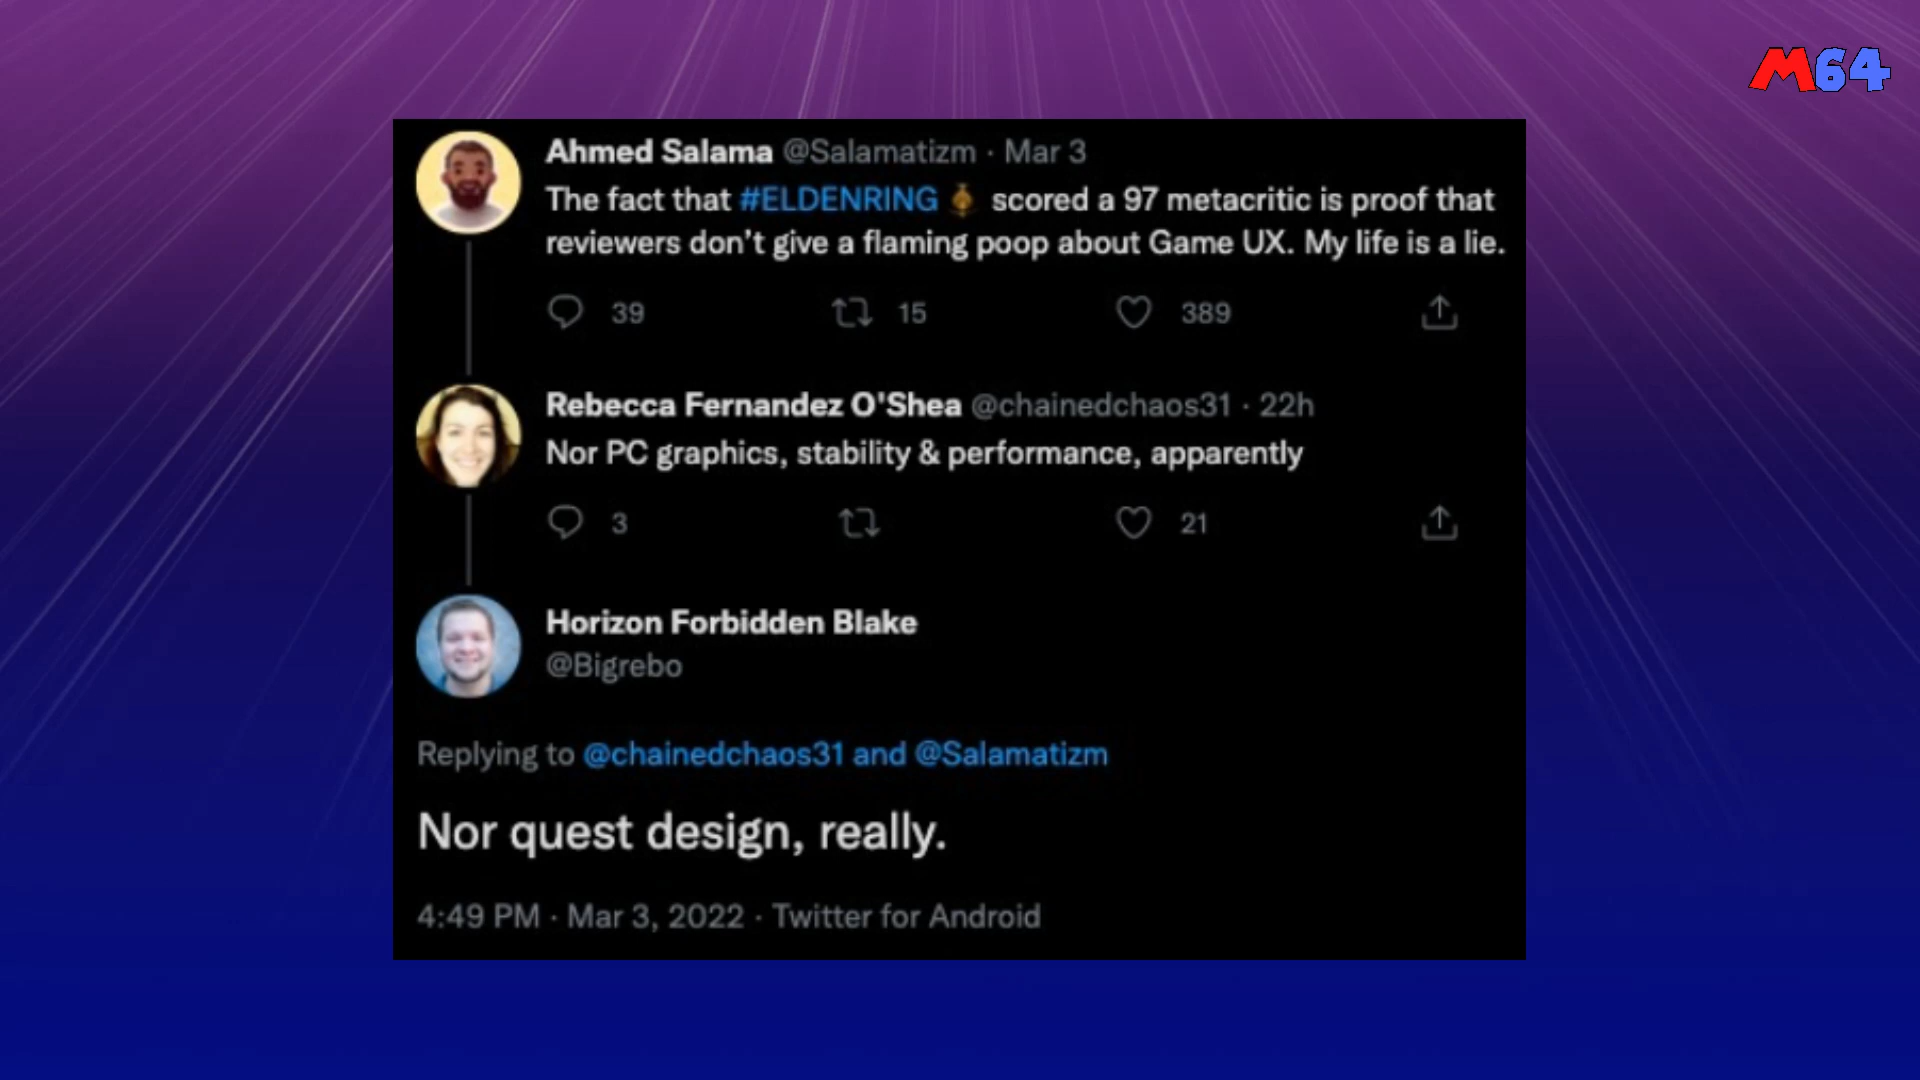 M64
Ahmed Salama @Salamatizm · Mar 3
The fact that #ELDENRING scored a 97 metacritic is proof that
reviewers don't give a flaming poop about Game UX. My life is a lie.
39 15 389
Rebecca Fernandez O'Shea @chainedchaos31 · 22h
Nor PC graphics, stability & performance, apparently
3 21
Horizon Forbidden Blake
@Bigrebo
Replying to @chainedchaos31 and @Salamatizm
Nor quest design, really.
4:49 PM · Mar 3, 2022 · Twitter for Android